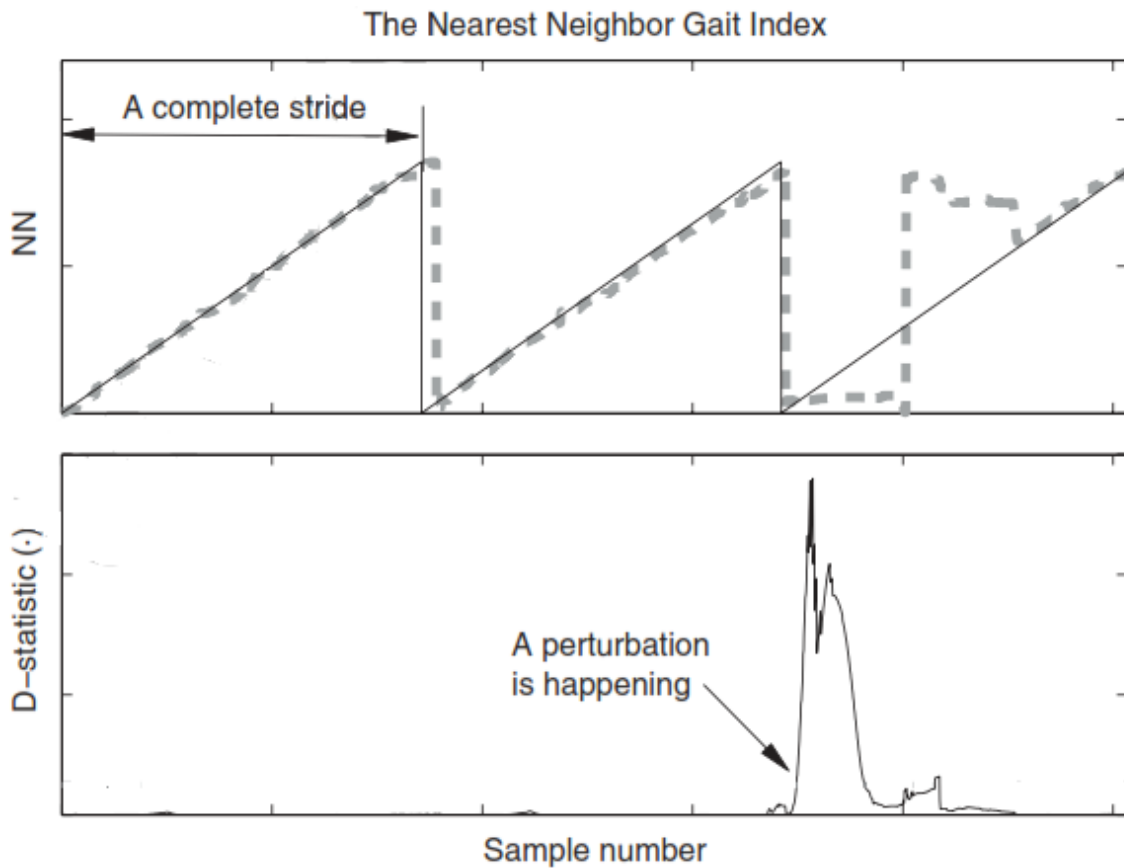 The Nearest Neighbor Gait Index
A complete stride
NN
D−statistic (·)
A perturbation
is happening
Sample number